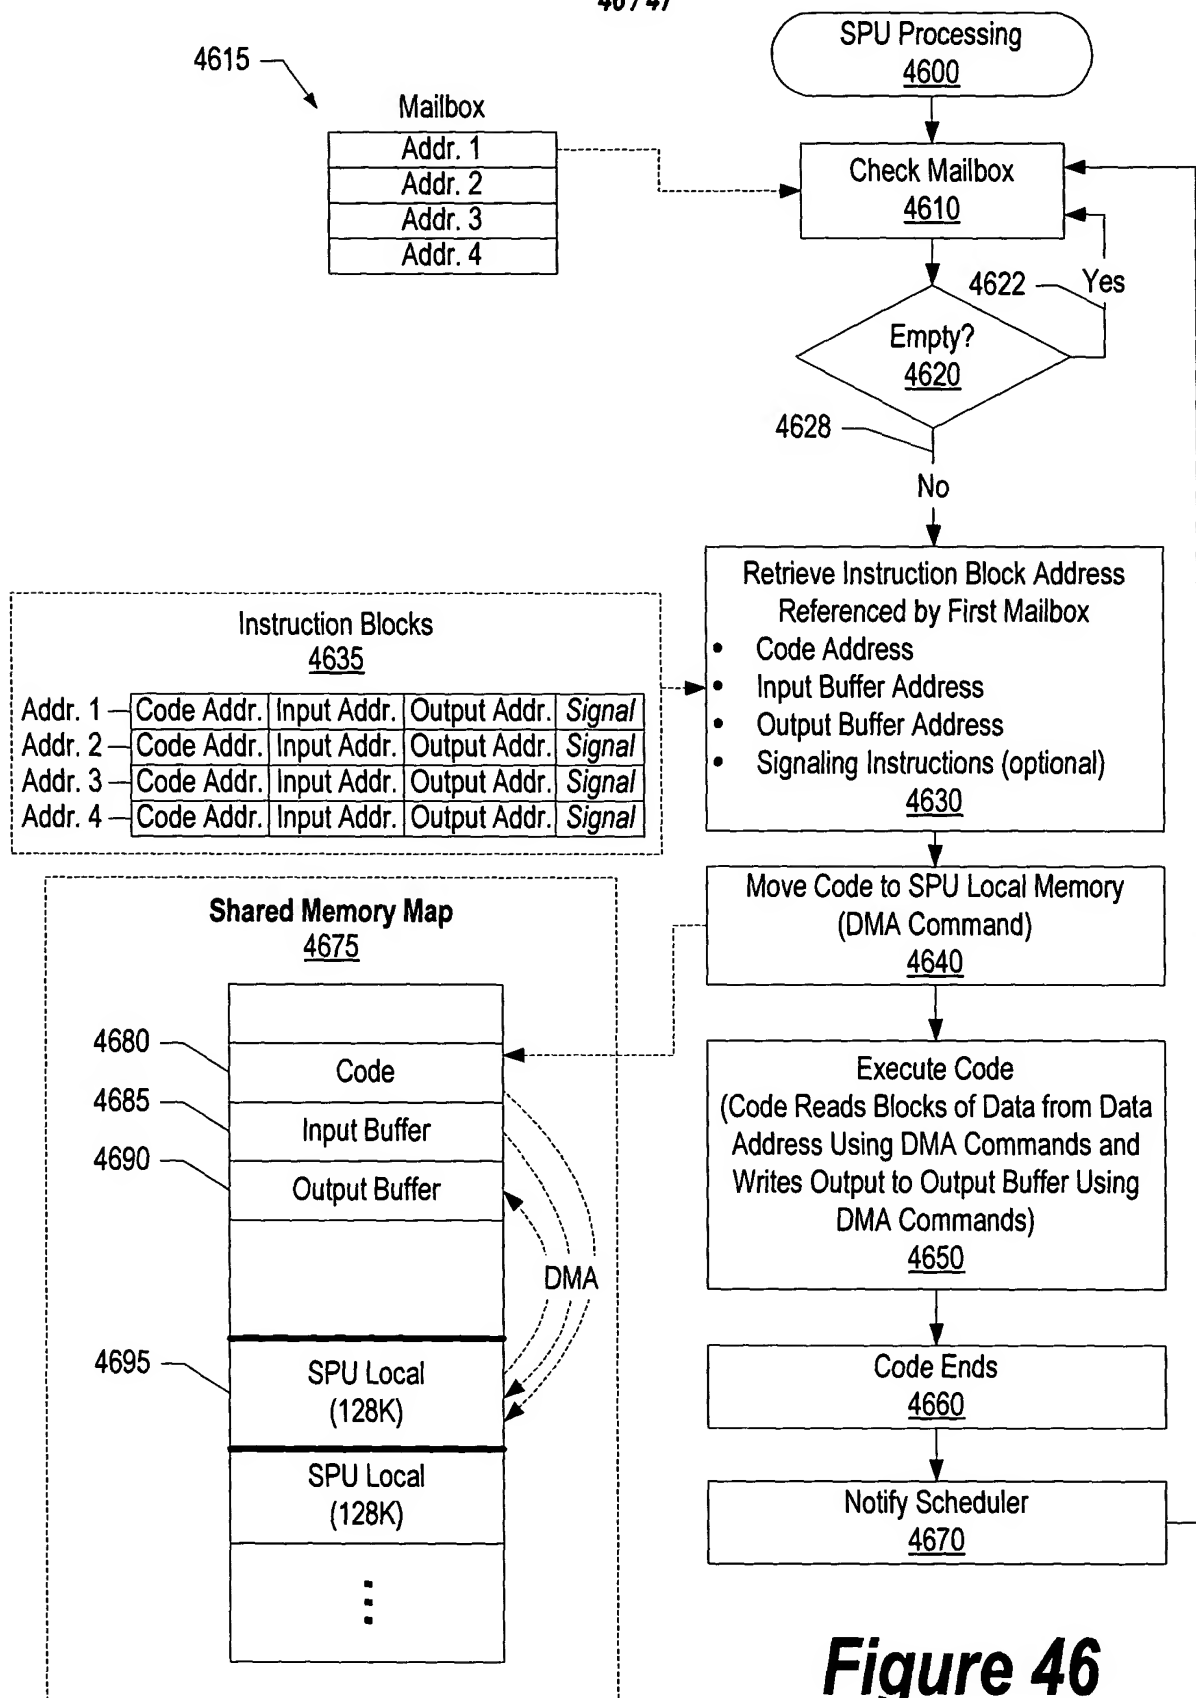 46 / 47
SPU Processing
4600
4615
Mailbox
Addr. 1
Addr. 2
Addr. 3
Addr. 4
Check Mailbox
4610
4622
Yes
Empty?
4620
4628
No
Retrieve Instruction Block Address
Referenced by First Mailbox
• Code Address
• Input Buffer Address
• Output Buffer Address
• Signaling Instructions (optional)
4630
Instruction Blocks
4635
Addr. 1 Code Addr. Input Addr. Output Addr. Signal
Addr. 2 Code Addr. Input Addr. Output Addr. Signal
Addr. 3 Code Addr. Input Addr. Output Addr. Signal
Addr. 4 Code Addr. Input Addr. Output Addr. Signal
Move Code to SPU Local Memory
(DMA Command)
4640
Shared Memory Map
4675
4680
Code
4685
Input Buffer
4690
Output Buffer
DMA
4695
SPU Local
(128K)
SPU Local
(128K)
Execute Code
(Code Reads Blocks of Data from Data
Address Using DMA Commands and
Writes Output to Output Buffer Using
DMA Commands)
4650
Code Ends
4660
Notify Scheduler
4670
Figure 46